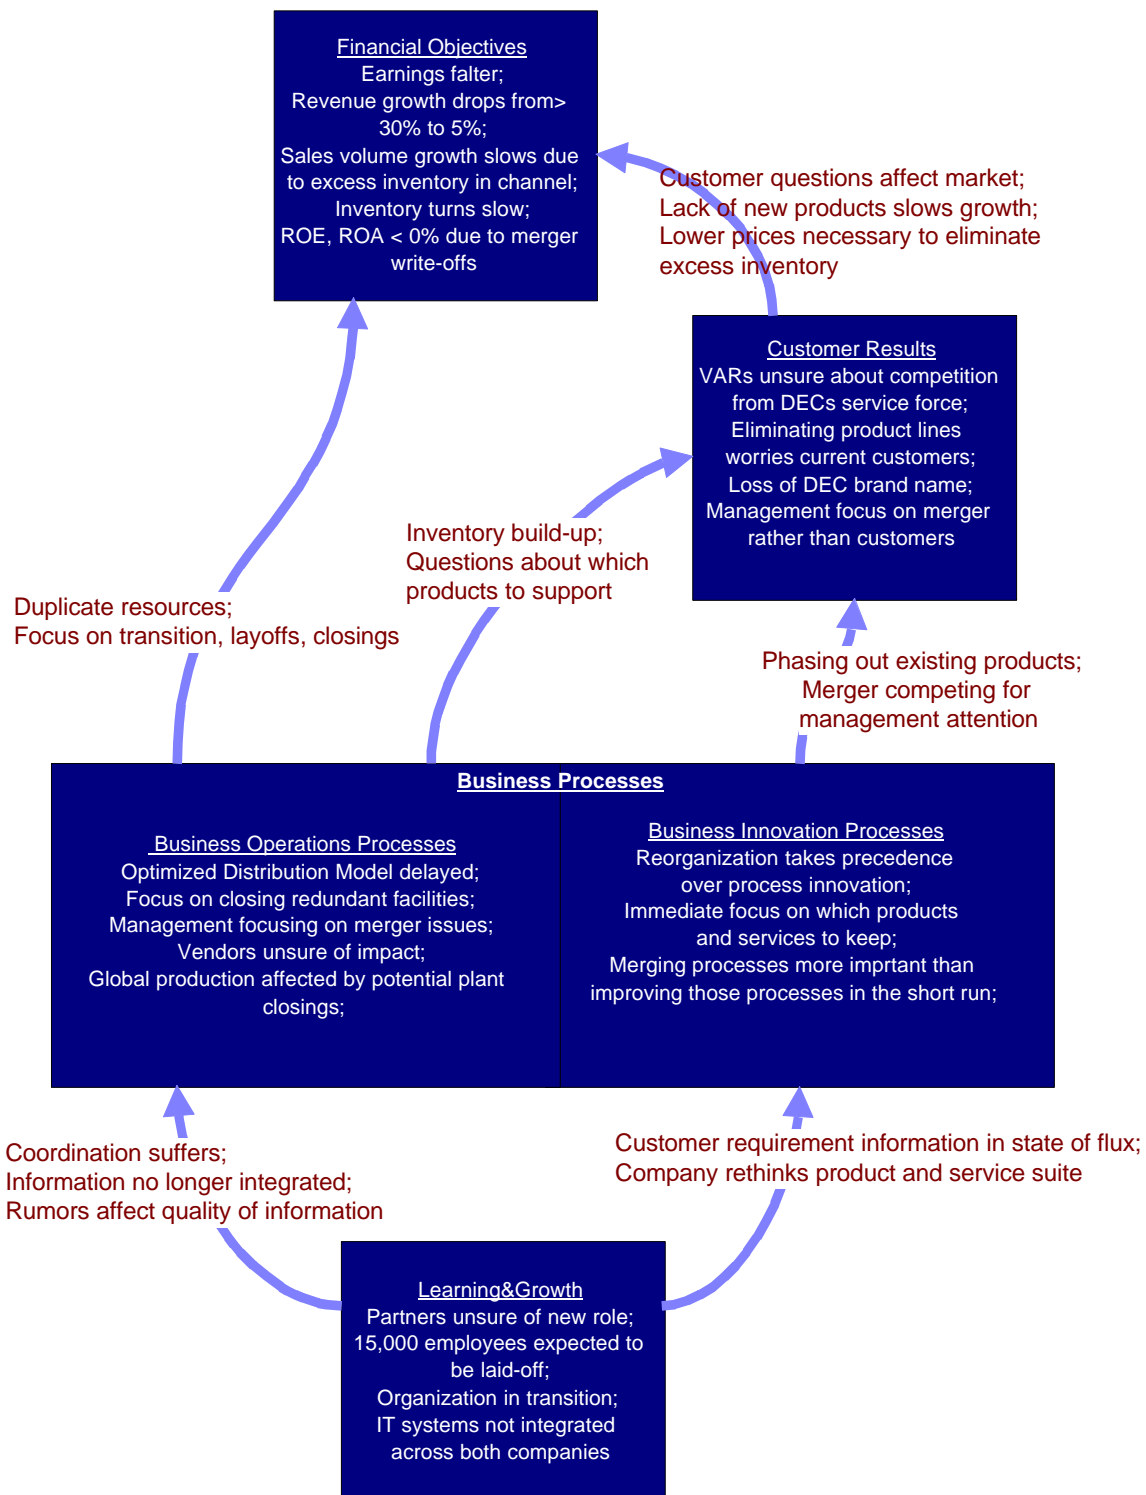 Financial Objectives
Earnings falter;
Revenue growth drops from>
30% to 5%;
Sales volume growth slows due
to excess inventory in channel;
Inventory turns slow;
ROE, ROA < 0% due to merger
write-offs
Customer questions affect market;
Lack of new products slows growth;
Lower prices necessary to eliminate
excess inventory
Customer Results
VARs unsure about competition
from DECs service force;
Eliminating product lines
worries current customers;
Loss of DEC brand name;
Management focus on merger
rather than customers
Inventory build-up;
Questions about which
products to support
Duplicate resources;
Focus on transition, layoffs, closings
Phasing out existing products;
Merger competing for
management attention
Business Processes
Business Operations Processes
Optimized Distribution Model delayed;
Focus on closing redundant facilities;
Management focusing on merger issues;
Vendors unsure of impact;
Global production affected by potential plant
closings;
Business Innovation Processes
Reorganization takes precedence
over process innovation;
Immediate focus on which products
and services to keep;
Merging processes more imprtant than
improving those processes in the short run;
Coordination suffers;
Information no longer integrated;
Rumors affect quality of information
Customer requirement information in state of flux;
Company rethinks product and service suite
Learning&Growth
Partners unsure of new role;
15,000 employees expected to
be laid-off;
Organization in transition;
IT systems not integrated
across both companies